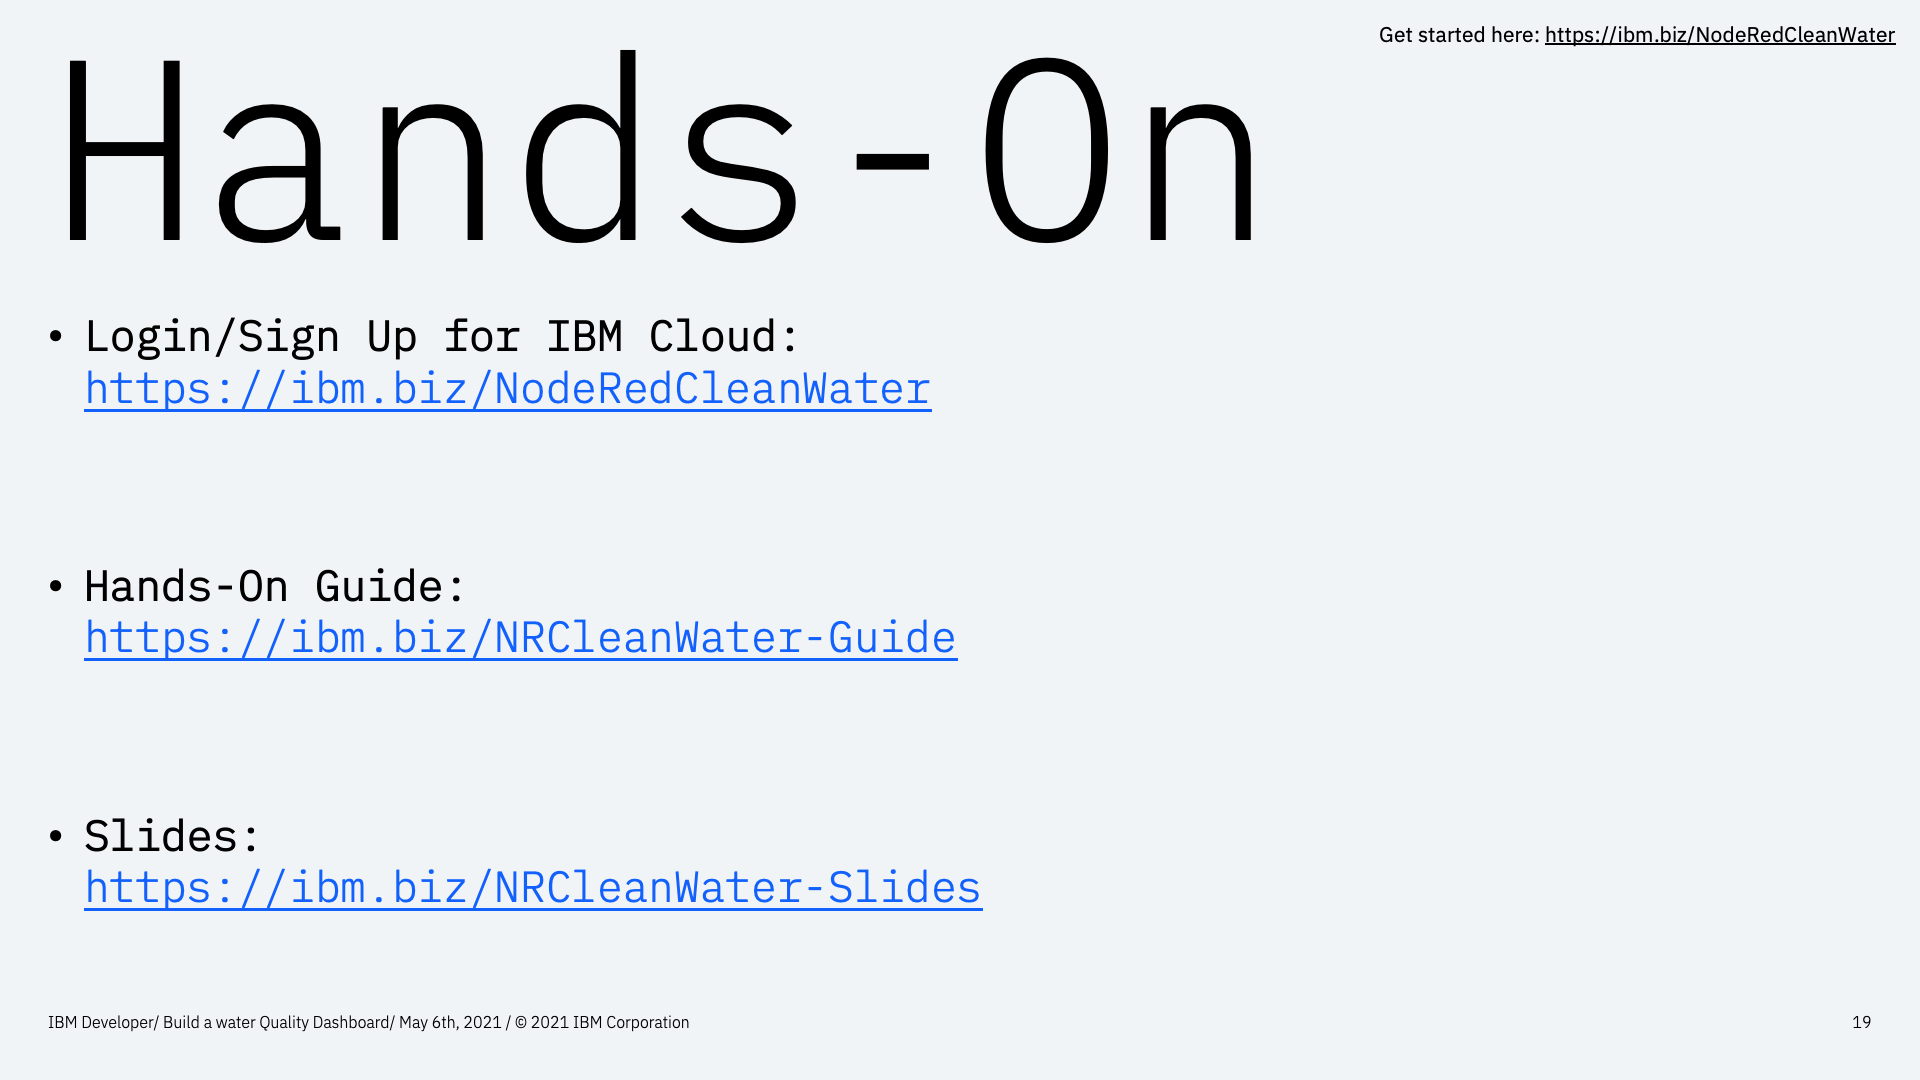 Get started here: https://ibm.biz/NodeRedCleanWater
Hands-On
• Login/Sign Up for IBM Cloud:
https://ibm.biz/NodeRedCleanWater
• Hands-On Guide:
https://ibm.biz/NRCleanWater-Guide
• Slides:
https://ibm.biz/NRCleanWater-Slides
IBM Developer/ Build a water Quality Dashboard/ May 6th, 2021 / © 2021 IBM Corporation
19